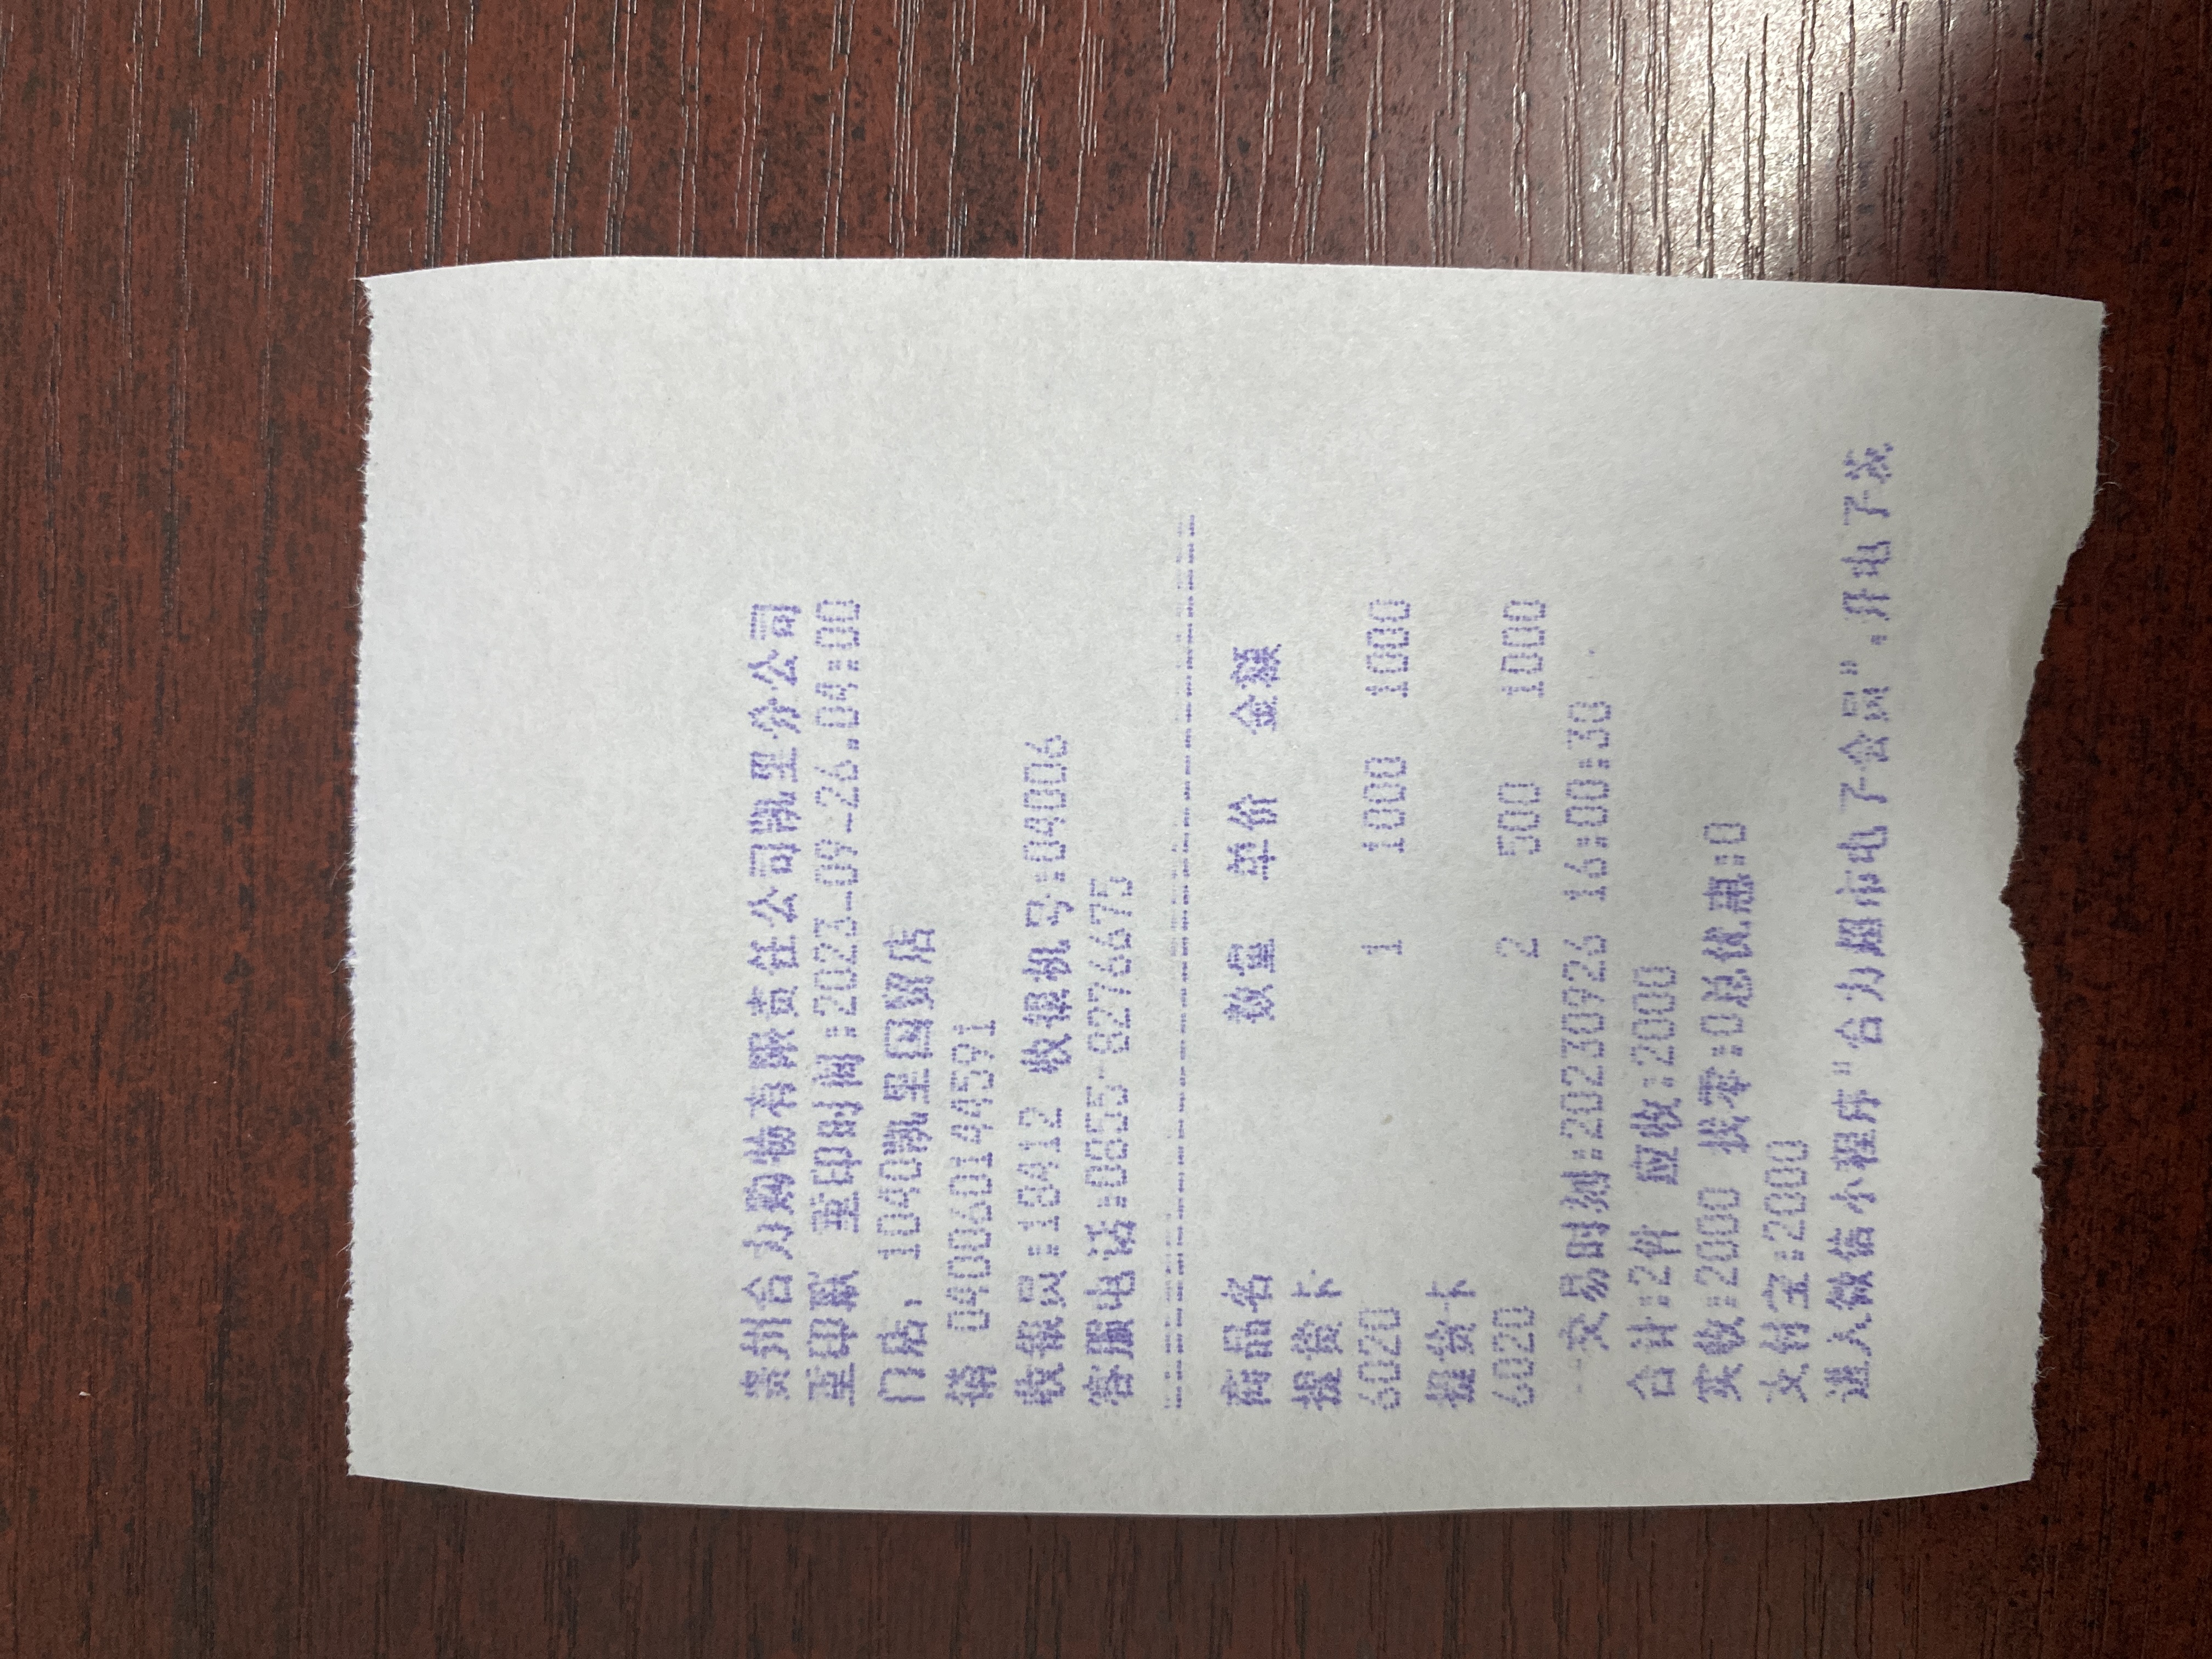 贵州合力购物有限责任公司凯里分公司
重印联 重印时间:2023-09-26.04:00
门店: 1040凯里国贸店
销 040060144591
收银员:18412 收银机号:04006
客服电话:0855-8276675
商品名 数量 单价 金额
提货卡
6020 1 1000 1000
提货卡
6020 2 500 1000
交易时刻:20230926 16:00:30
合计:2件 应收:2000
实收:2000 找零:0总优惠:0
支付宝:2000
进入微信小程序"合力超市电子会员",开电子发